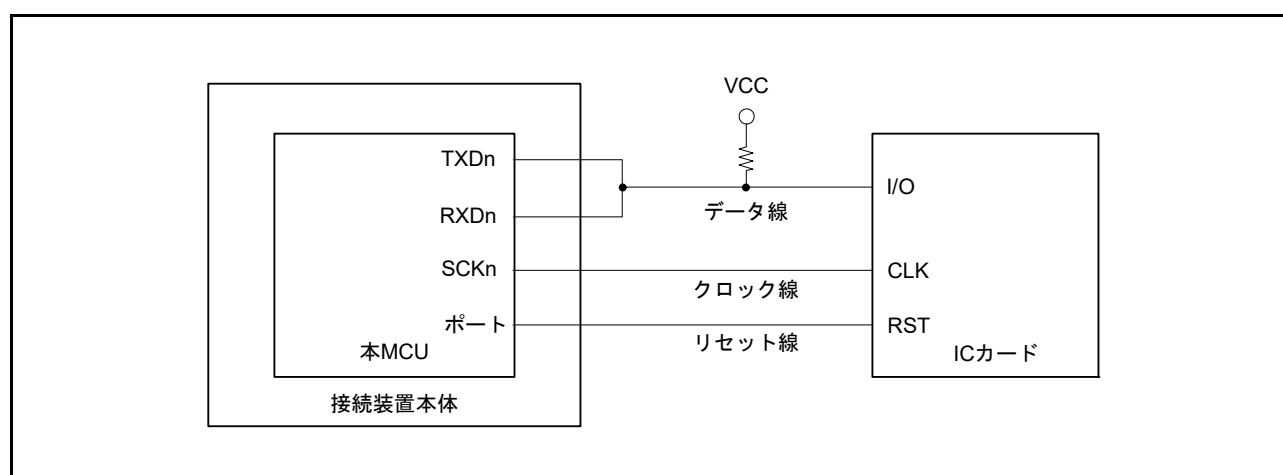 VCC
TXDn
I/O
データ線
RXDn
SCKn
CLK
クロック線
ポート
RST
リセット線
本MCU
ICカード
接続装置本体